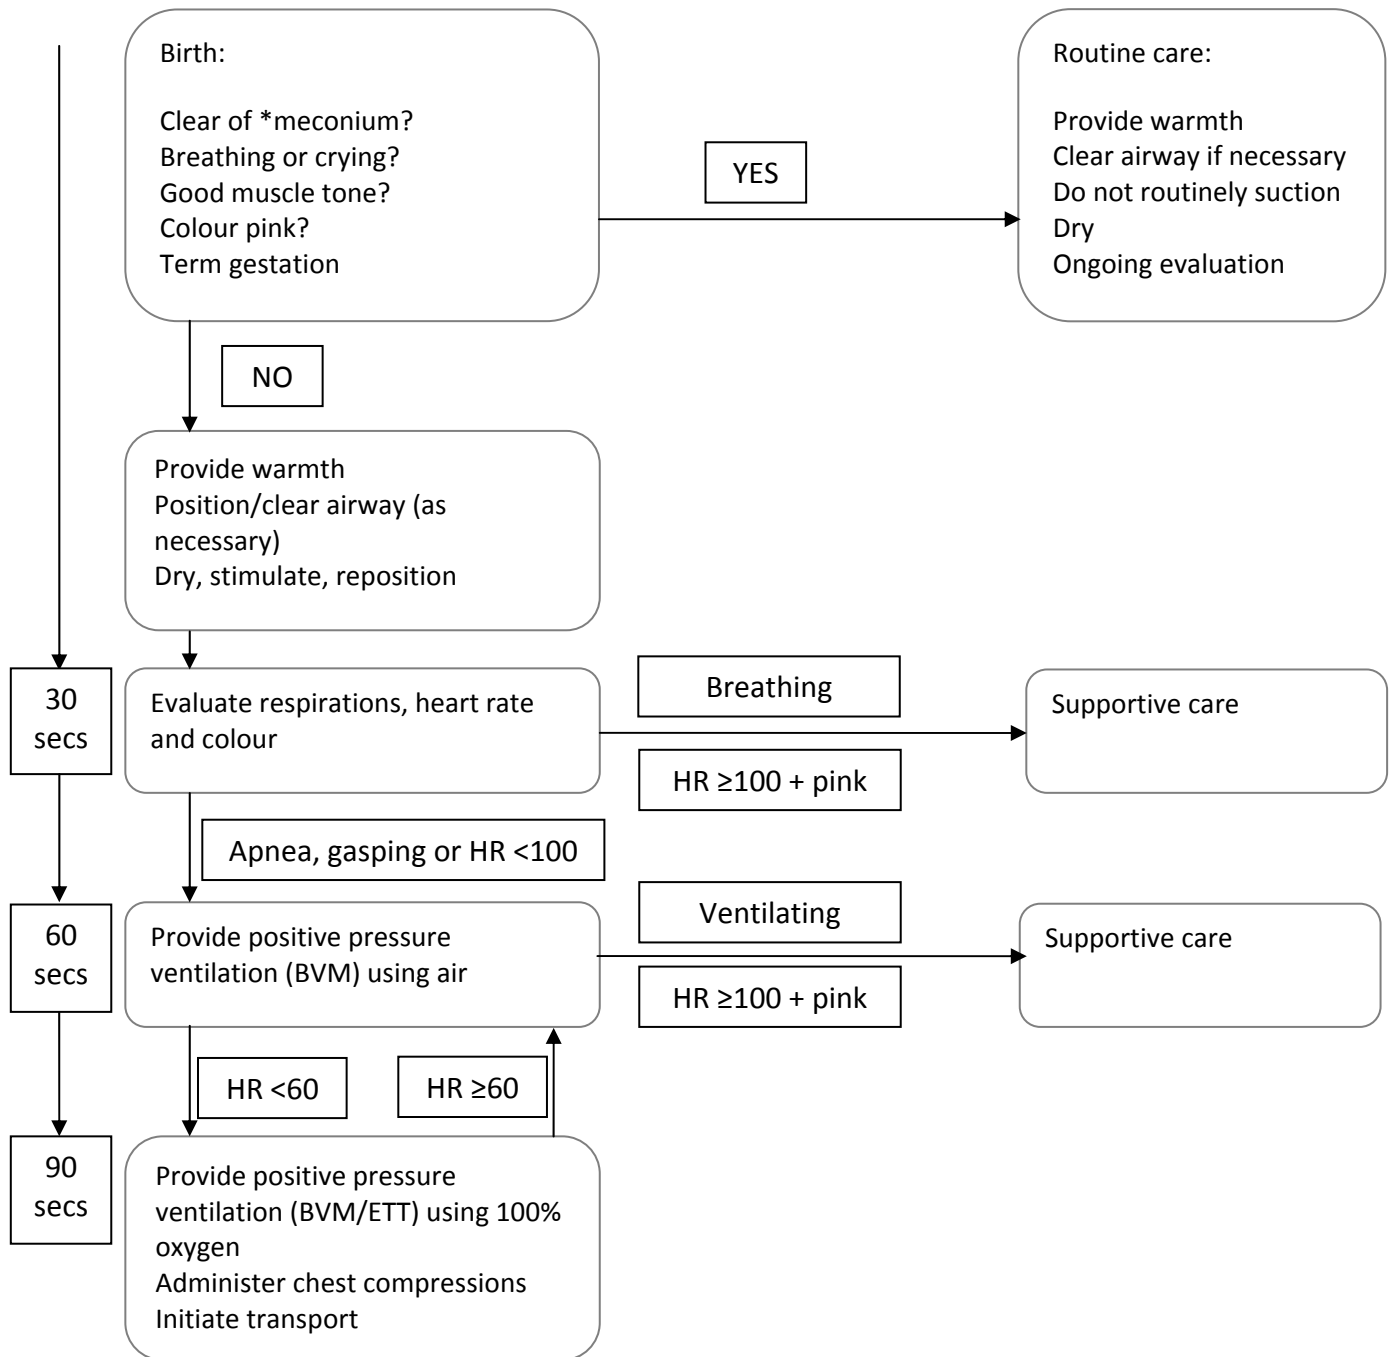 Birth:
Clear of *meconium?
Breathing or crying?
Good muscle tone?
Colour pink?
Term gestation
YES
Routine care:
Provide warmth
Clear airway if necessary
Do not routinely suction
Dry
Ongoing evaluation
NO
Provide warmth
Position/clear airway (as
necessary)
Dry, stimulate, reposition
30
secs
Evaluate respirations, heart rate
and colour
Breathing
HR ≥100 + pink
Supportive care
Apnea, gasping or HR <100
60
secs
Provide positive pressure
ventilation (BVM) using air
Ventilating
HR ≥100 + pink
Supportive care
HR <60
HR ≥60
90
secs
Provide positive pressure
ventilation (BVM/ETT) using 100%
oxygen
Administer chest compressions
Initiate transport